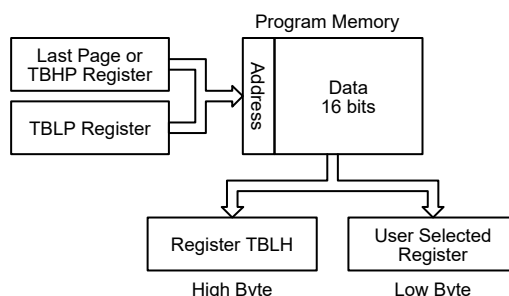 Program Memory
Last Page or
TBHP Register
TBLP Register
Address
Data
16 bits
Register TBLH
User Selected
Register
High Byte
Low Byte